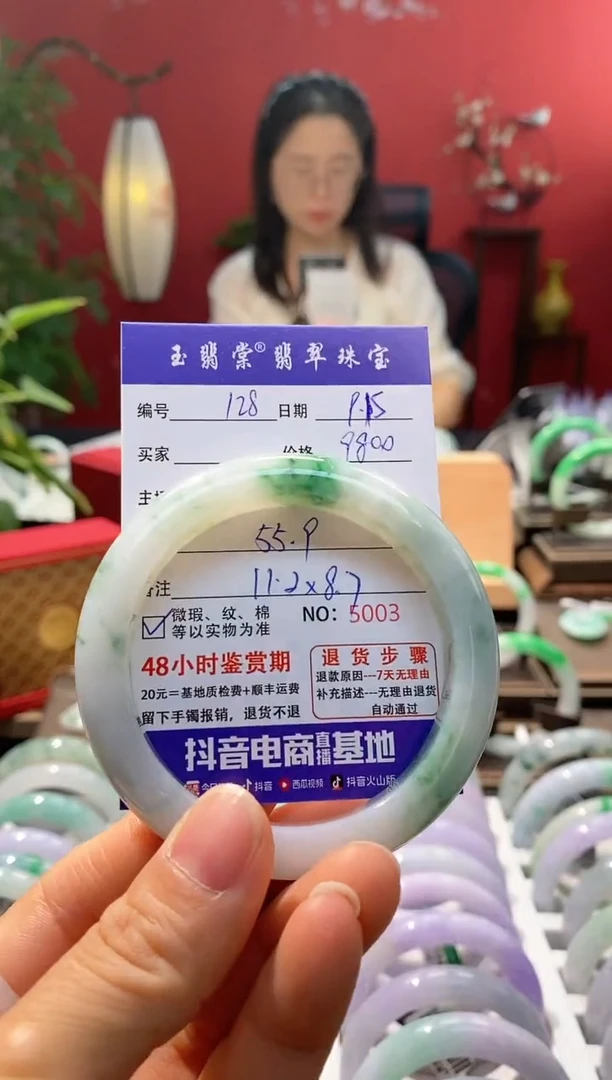 玉翡棠® 翡翠珠宝
编号 128 日期 9.15
买家 价格 9800
55.9
注 11.2×8.7
微瑕、纹、棉
等以实物为准
NO: 5003
48小时鉴赏期
20元=基地质检费+顺丰运费
留下手镯报销，退货不退
退货步骤
退款原因---7天无理由
补充描述---无理由退货
自动通过
抖音电商直播基地
抖音 西瓜视频 抖音火山版